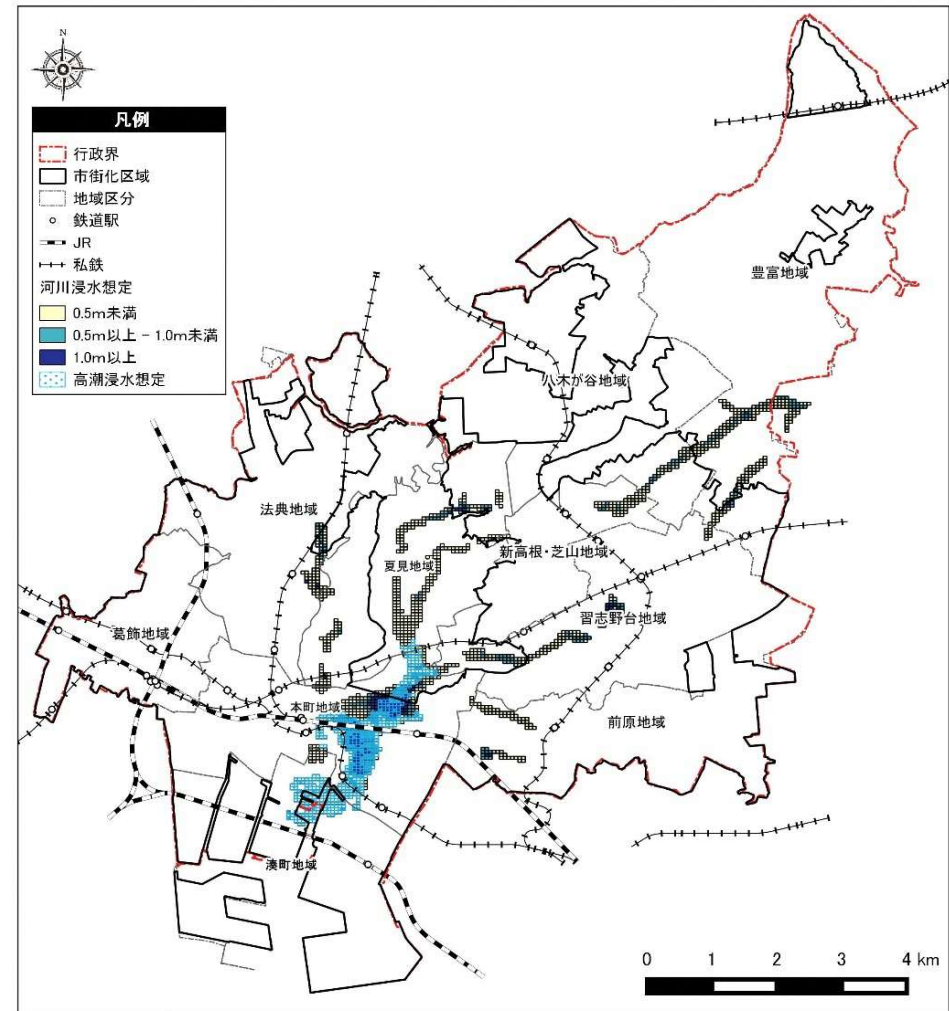 N
凡例
行政界
市街化区域
地域区分
鉄道駅
JR
私鉄
河川浸水想定
0.5m未満
0.5m以上 - 1.0m未満
1.0m以上
高潮浸水想定
豊富地域
八木が谷地域
法典地域
新高根・芝山地域
夏見地域
習志野台地域
葛飾地域
本町地域
前原地域
湊町地域
0 1 2 3 4 km